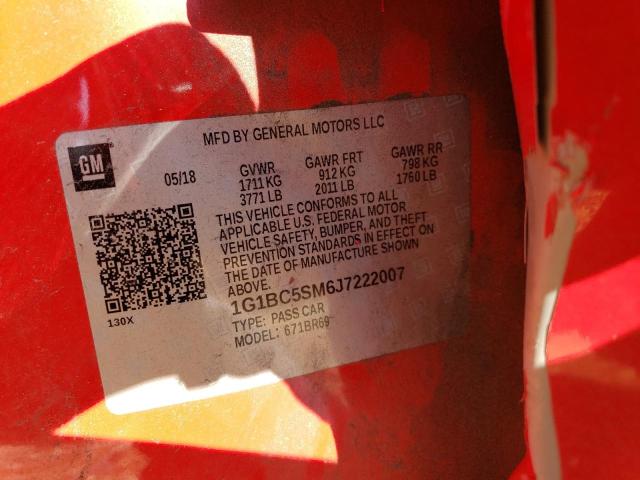 MFD BY GENERAL MOTORS LLC
GM
05/18 GVWR GAWR FRT GAWR RR
1711 KG 912 KG 798 KG
3771 LB 2011 LB 1760 LB
THIS VEHICLE CONFORMS TO ALL
APPLICABLE U.S. FEDERAL MOTOR
VEHICLE SAFETY, BUMPER, AND THEFT
PREVENTION STANDARDS IN EFFECT ON
THE DATE OF MANUFACTURE SHOWN
ABOVE.
1G1BC5SM6J7222007
130X
TYPE: PASS CAR
MODEL: 671BR69